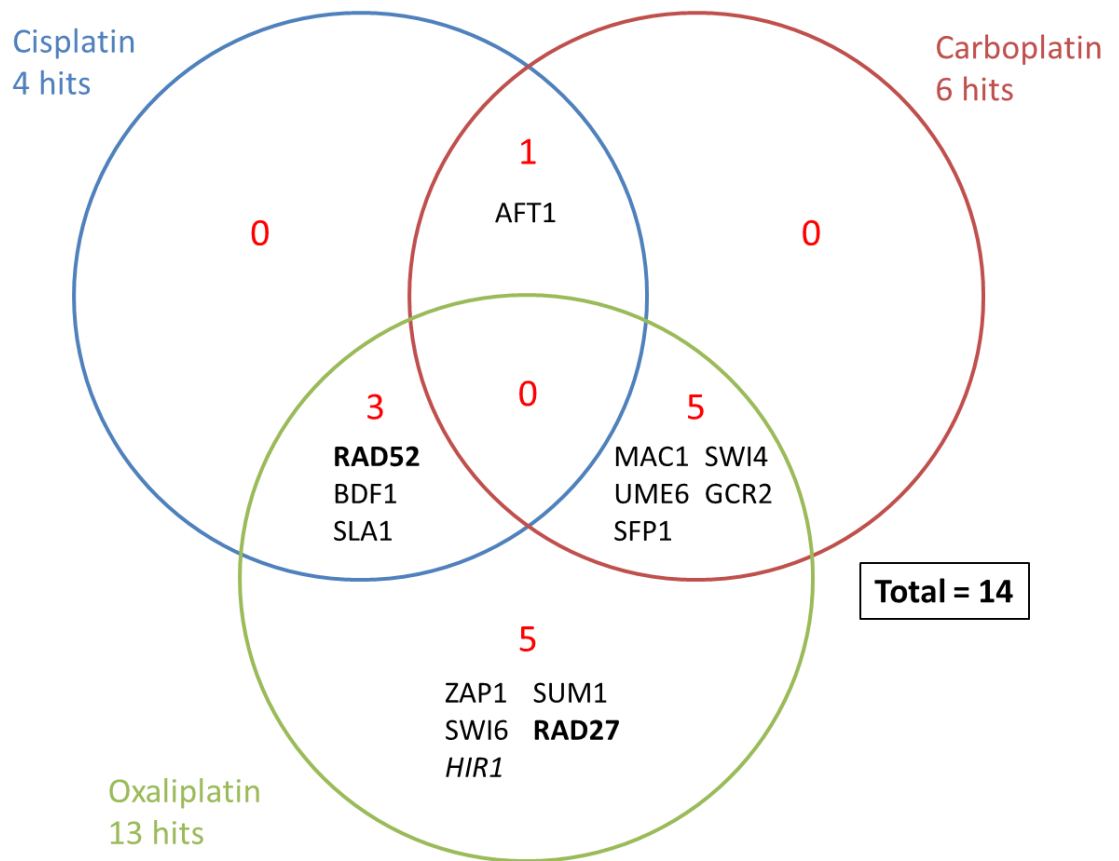 Cisplatin
4 hits
Carboplatin
6 hits
1
AFT1
0
0
0
3
RAD52
BDF1
SLA1
5
MAC1 SWI4
UME6 GCR2
SFP1
Total = 14
5
ZAP1 SUM1
SWI6 RAD27
HIR1
Oxaliplatin
13 hits